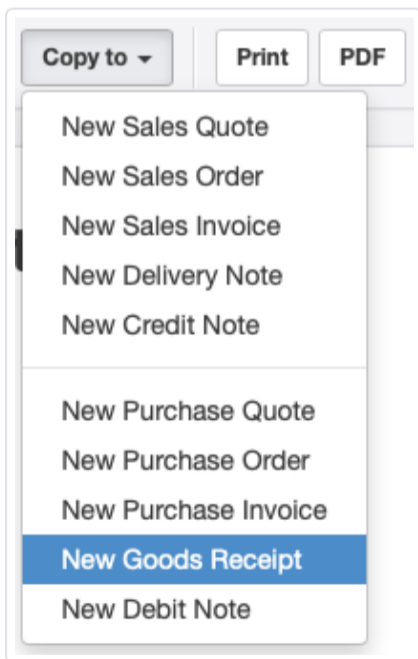 Copy to Print PDF
New Sales Quote
New Sales Order
New Sales Invoice
New Delivery Note
New Credit Note
New Purchase Quote
New Purchase Order
New Purchase Invoice
New Goods Receipt
New Debit Note